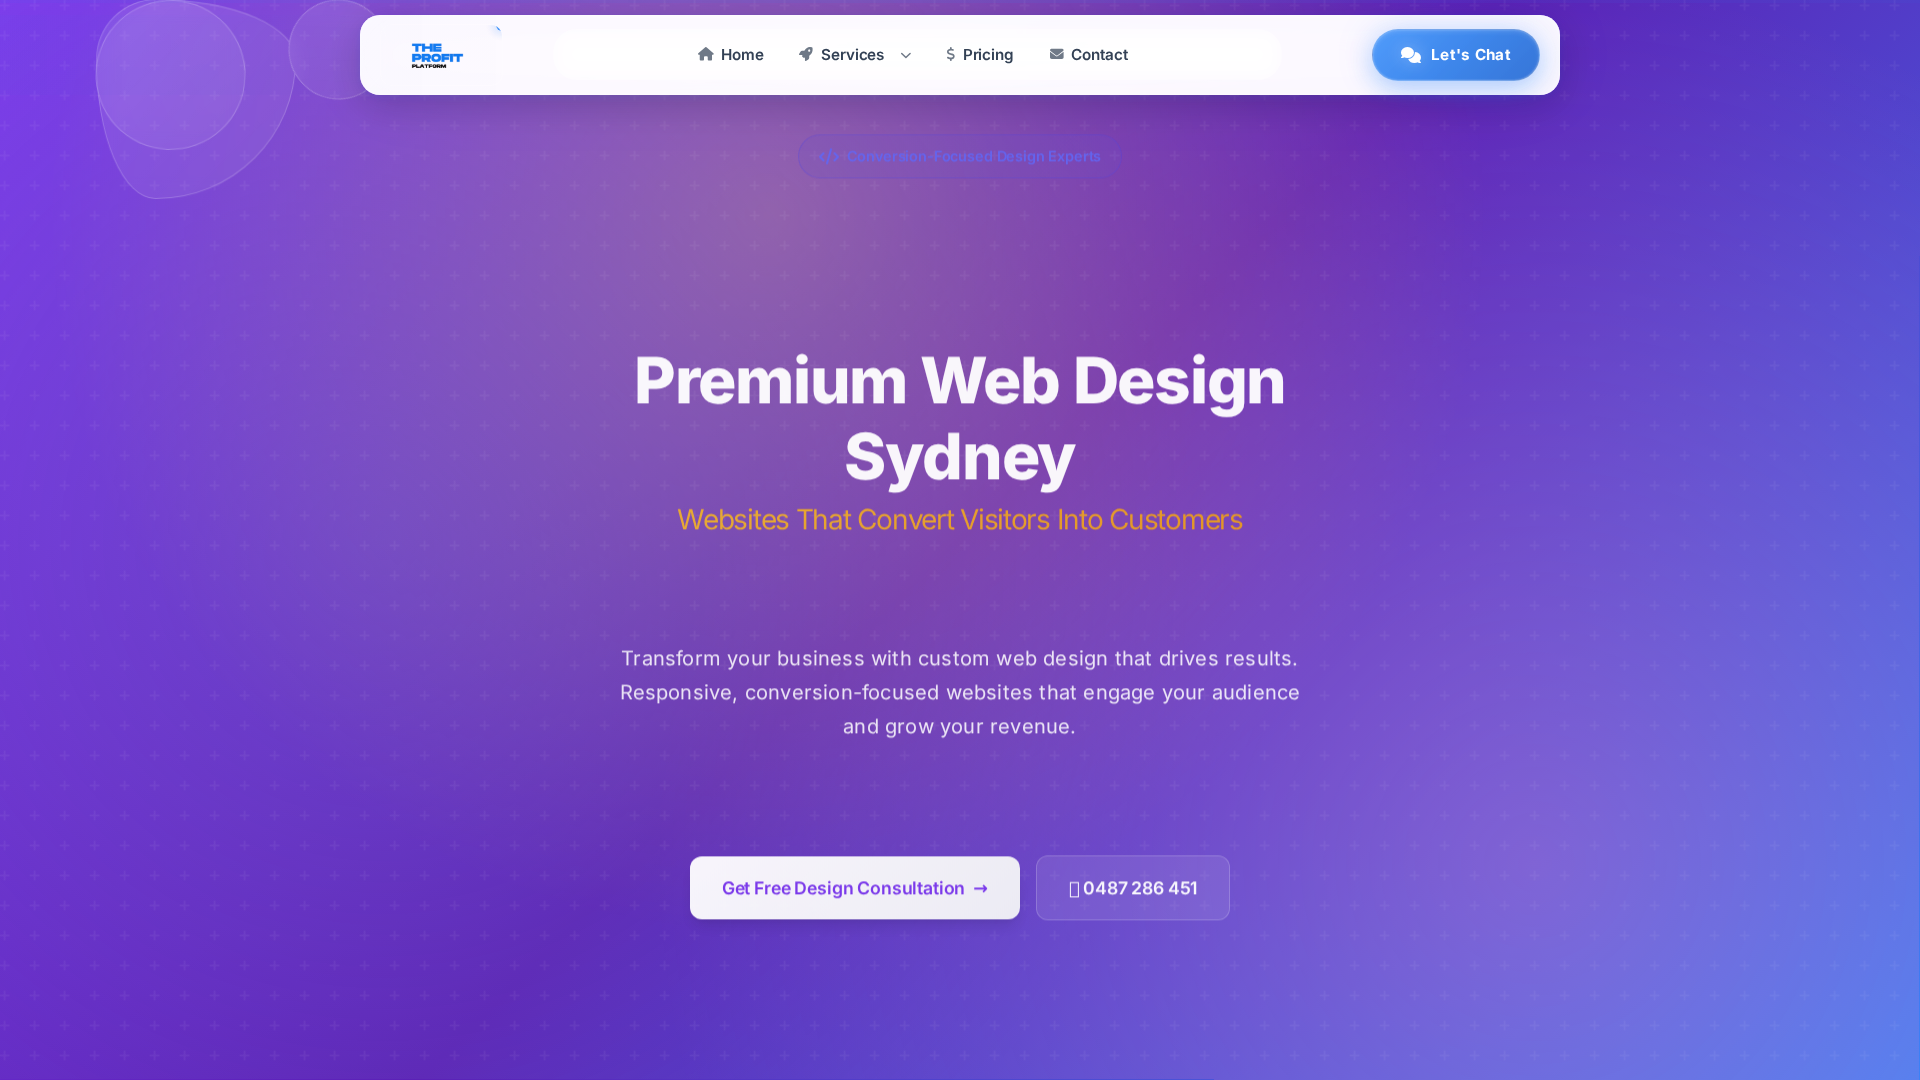 THE
PROFIT
PLATFORM
Home
Services
Pricing
Contact
Let's Chat
</> Conversion-Focused Design Experts
Premium Web Design
Sydney
Websites That Convert Visitors Into Customers
Transform your business with custom web design that drives results.
Responsive, conversion-focused websites that engage your audience
and grow your revenue.
Get Free Design Consultation →
0487 286 451